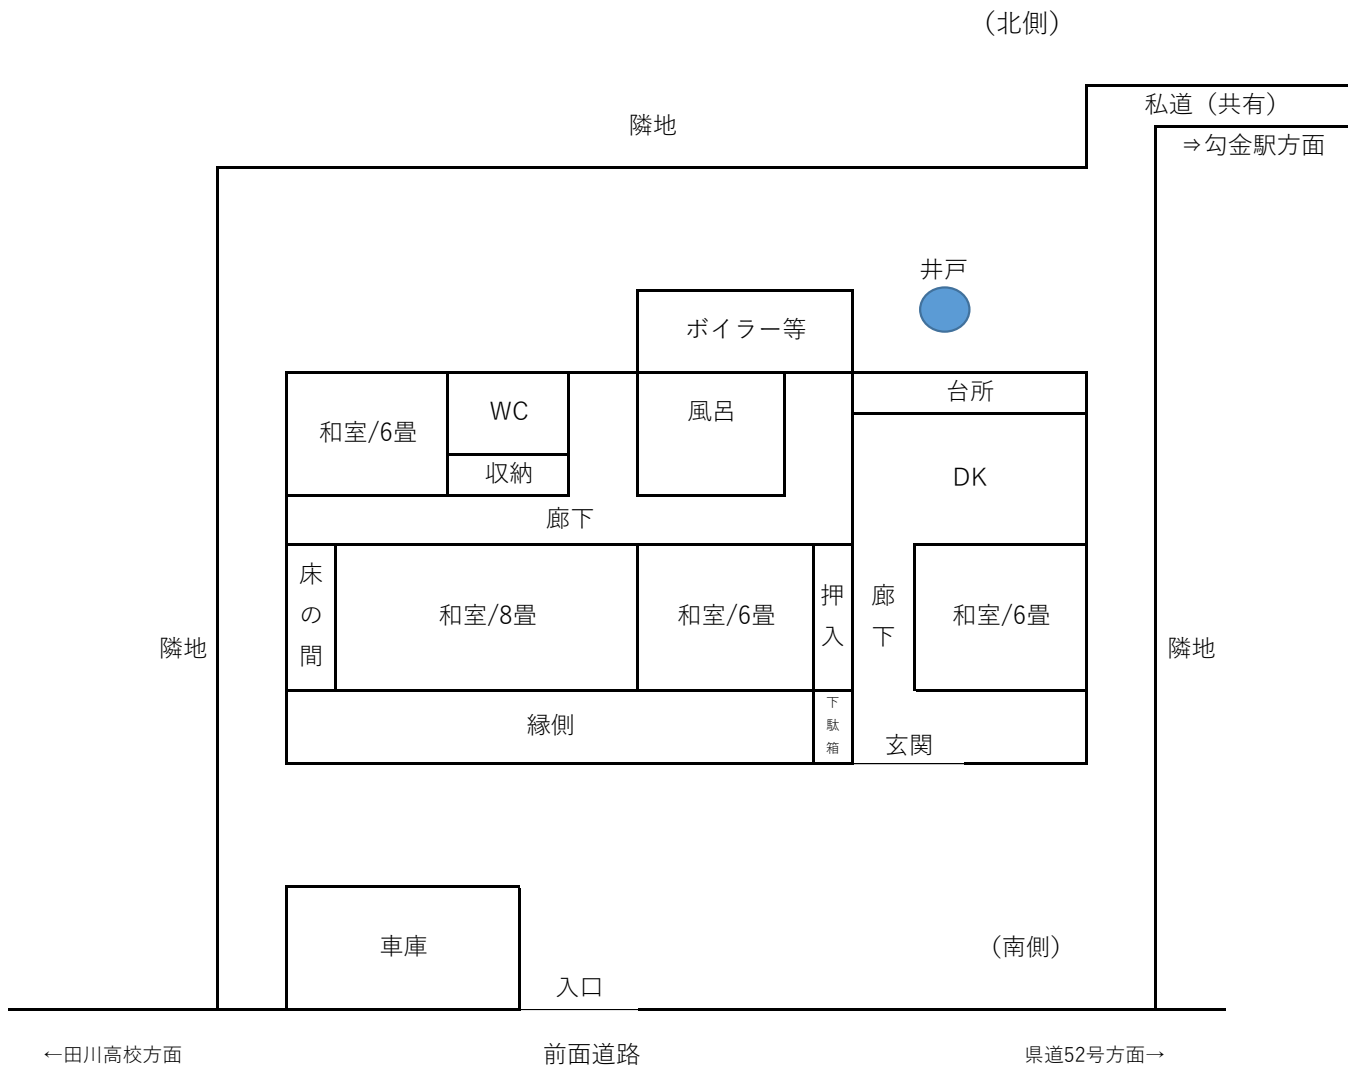 （北側）
私道（共有）
隣地
⇒勾金駅方面
井戸
ボイラー等
台所
WC
風呂
和室/6畳
収納
DK
廊下
床の間
和室/8畳
和室/6畳
押入
廊下
和室/6畳
隣地
隣地
下駄箱
縁側
玄関
車庫
（南側）
入口
←田川高校方面
前面道路
県道52号方面→